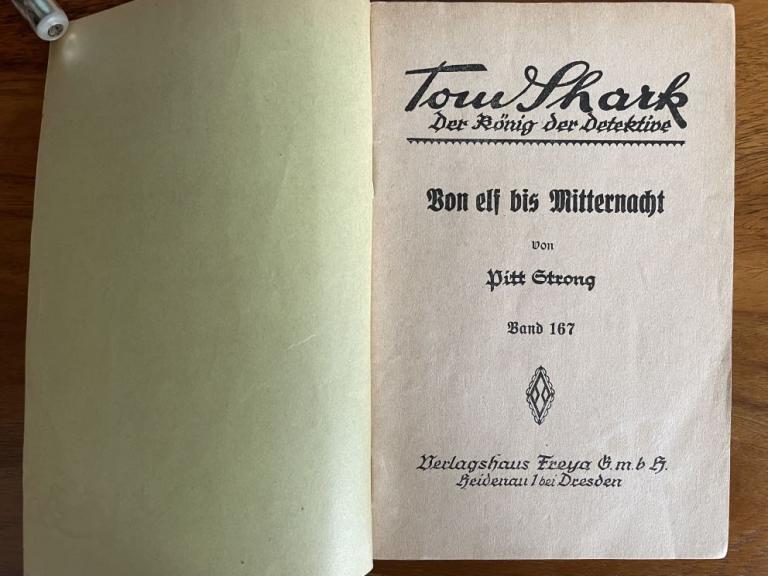 Tom Shark
Der König der Detektive
Von elf bis Mitternacht
von
Pitt Strong
Band 167
Verlagshaus Freya G.m.b H.
Heidenau 1 bei Dresden